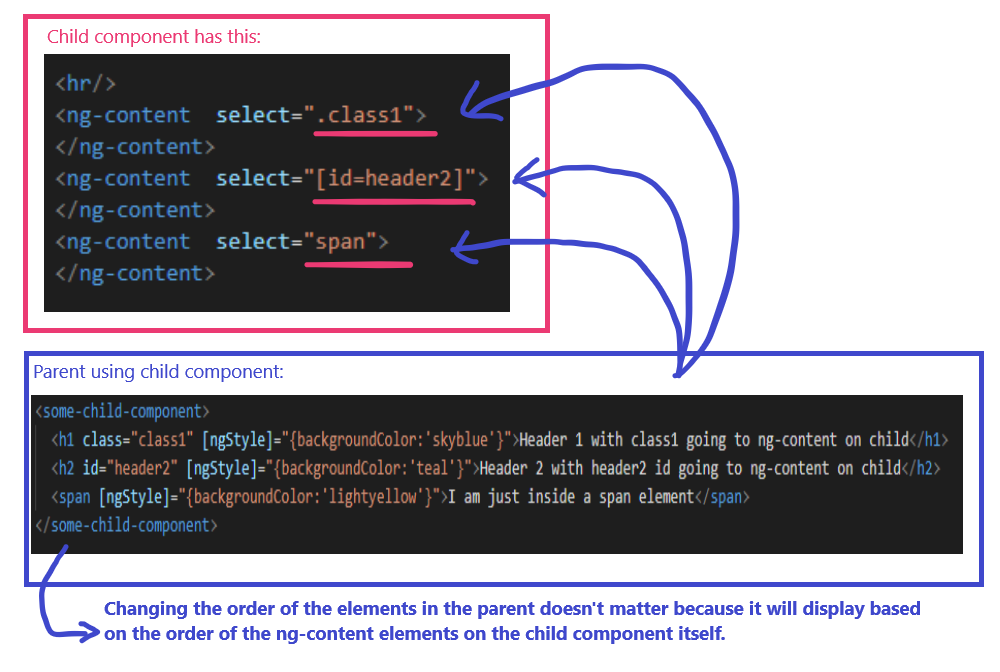 Child component has this:
<hr/>
<ng-content  select=".class1">
</ng-content>
<ng-content  select="[id=header2]">
</ng-content>
<ng-content  select="span">
</ng-content>
Parent using child component:
<some-child-component>
<h1 class="class1" [ngStyle]="{backgroundColor:'skyblue'}">Header 1 with class1 going to ng-content on child</h1>
<h2 id="header2" [ngStyle]="{backgroundColor:'teal'}">Header 2 with header2 id going to ng-content on child</h2>
<span [ngStyle]="{backgroundColor:'lightyellow'}">I am just inside a span element</span>
</some-child-component>
Changing the order of the elements in the parent doesn't matter because it will display based
on the order of the ng-content elements on the child component itself.